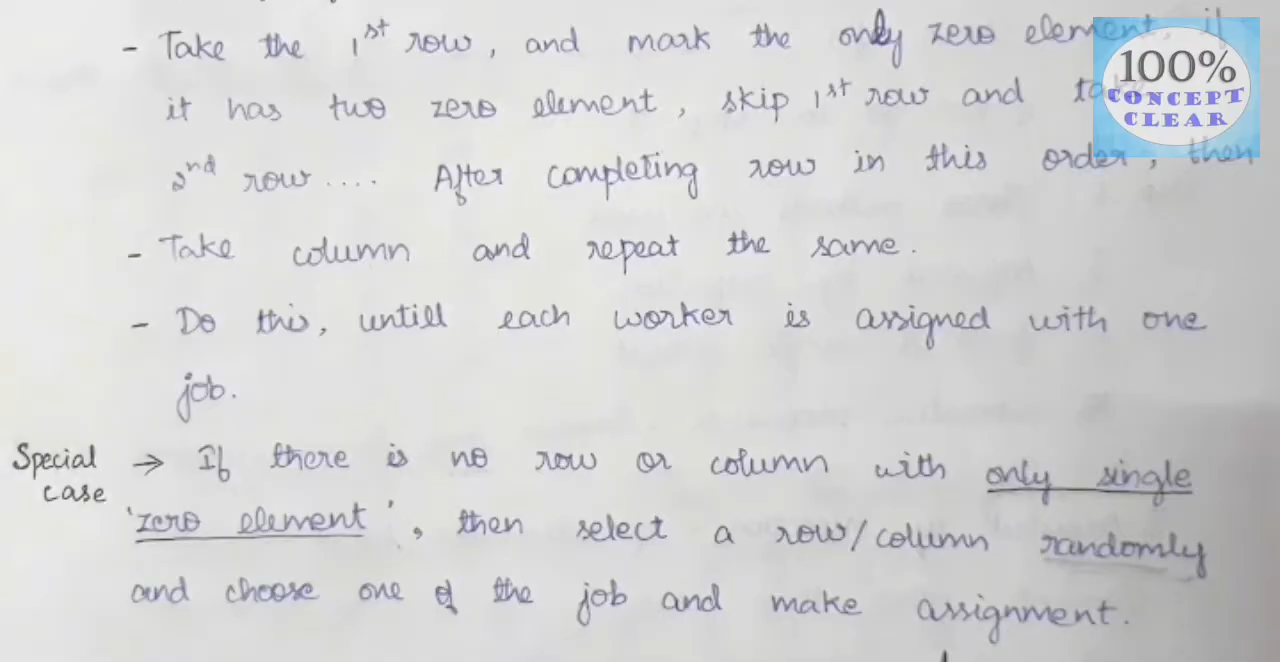 - Take the 1st row, and mark the only zero element, if
it has two zero element, skip 1st row and
2nd row.... After completing row in this order, then
- Take column and repeat the same.
- Do this, untill each worker is assigned with one
job.
Special case → If there is no row or column with only single
'zero element', then select a row/column randomly
and choose one of the job and make assignment.
100%
CONCEPT
CLEAR